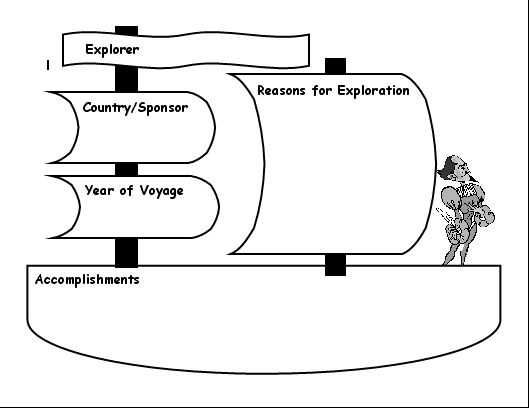 Explorer
Country/Sponsor
Reasons for Exploration
Year of Voyage
Accomplishments